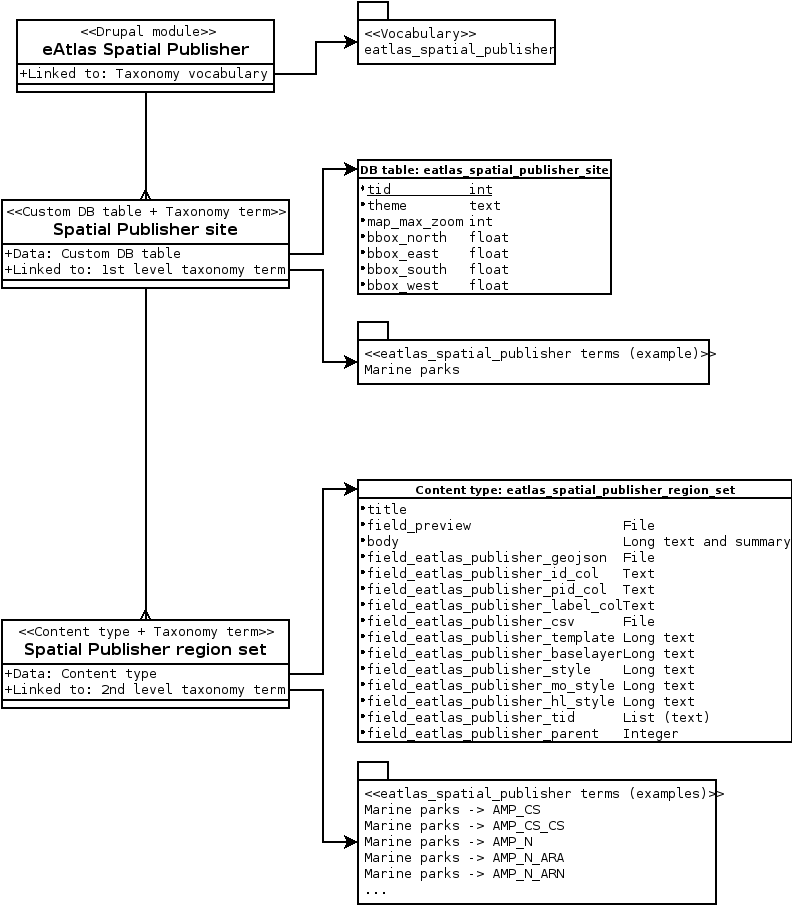 <<Drupal module>>
eAtlas Spatial Publisher
+Linked to: Taxonomy vocabulary
<<Vocabulary>>
eatlas_spatial_publisher
DB table: eatlas_spatial_publisher_site
tid int
theme text
map_max_zoom int
bbox_north float
bbox_east float
bbox_south float
bbox_west float
<<Custom DB table + Taxonomy term>>
Spatial Publisher site
+Data: Custom DB table
+Linked to: 1st level taxonomy term
<<eatlas_spatial_publisher terms (example)>>
Marine parks
Content type: eatlas_spatial_publisher_region_set
title
field_preview File
body Long text and summary
field_eatlas_publisher_geojson File
field_eatlas_publisher_id_col Text
field_eatlas_publisher_pid_col Text
field_eatlas_publisher_label_col Text
field_eatlas_publisher_csv File
field_eatlas_publisher_template Long text
field_eatlas_publisher_baselayer Long text
field_eatlas_publisher_style Long text
field_eatlas_publisher_mo_style Long text
field_eatlas_publisher_hl_style Long text
field_eatlas_publisher_tid List (text)
field_eatlas_publisher_parent Integer
<<Content type + Taxonomy term>>
Spatial Publisher region set
+Data: Content type
+Linked to: 2nd level taxonomy term
<<eatlas_spatial_publisher terms (examples)>>
Marine parks -> AMP_CS
Marine parks -> AMP_CS_CS
Marine parks -> AMP_N
Marine parks -> AMP_N_ARA
Marine parks -> AMP_N_ARN
...